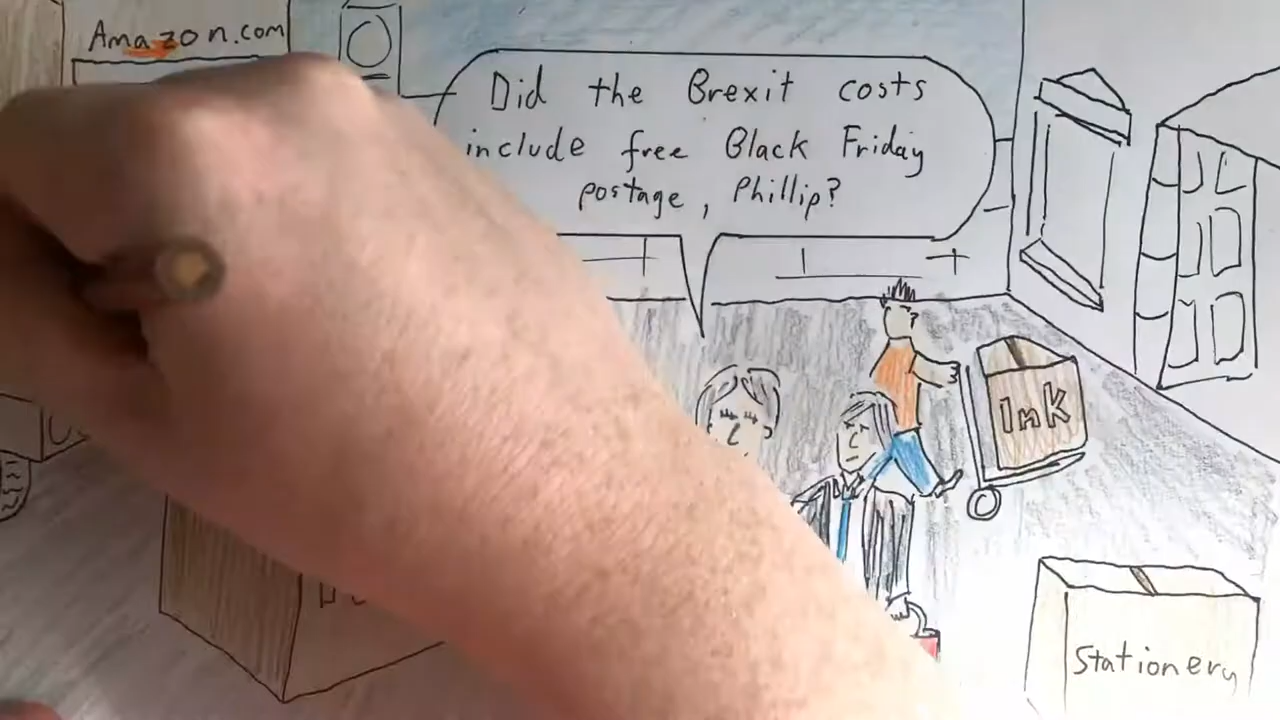 Amazon.com
Did the Brexit costs
include free Black Friday
postage, Phillip?
Ink
Stationery